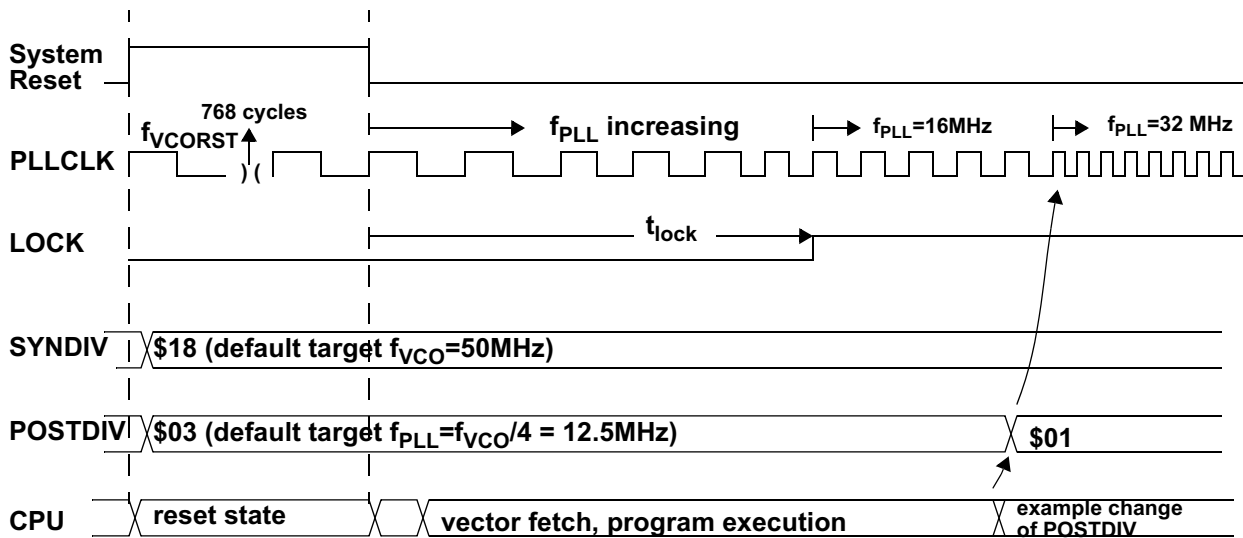 System
Reset
768 cycles
fVCORST
fPLL increasing
fPLL=16MHz
fPLL=32 MHz
PLLCLK
) (
LOCK
tlock
SYNDIV
$18 (default target fVCO=50MHz)
POSTDIV
$03 (default target fPLL=fVCO/4 = 12.5MHz)
$01
CPU
reset state
vector fetch, program execution
example change
of POSTDIV